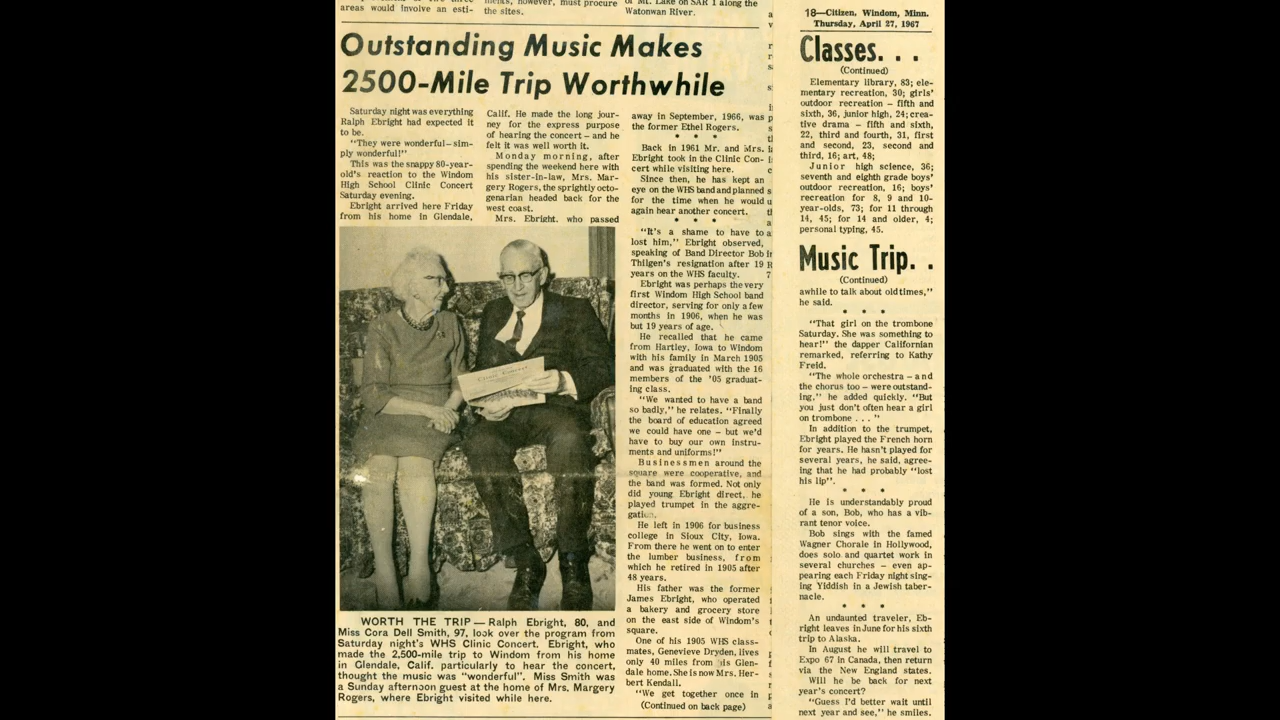 areas would involve an esti-
ments, however, must procure
the sites.
of Mt. Lake on SAR 1 along the
Watonwan River.
Outstanding Music Makes
2500-Mile Trip Worthwhile
Saturday night was everything
Ralph Ebright had expected it
to be.
"They were wonderful — sim-
ply wonderful!"
This was the snappy 80-year-
old's reaction to the Windom
High School Clinic Concert
Saturday evening.
Ebright arrived here Friday
from his home in Glendale,
Calif. He made the long jour-
ney for the express purpose
of hearing the concert — and he
felt it was well worth it.
Monday morning, after
spending the weekend here with
his sister-in-law, Mrs. Mar-
gery Rogers, the sprightly octo-
genarian headed back for the
west coast.
Mrs. Ebright, who passed
away in September, 1966, was
the former Ethel Rogers.
* * *
Back in 1961 Mr. and Mrs.
Ebright took in the Clinic Con-
cert while visiting here.
Since then, he has kept an
eye on the WHS band and planned
for the time when he would
again hear another concert.
* * *
"It's a shame to have to
lost him," Ebright observed,
speaking of Band Director Bob
Thilgen's resignation after 19
years on the WHS faculty.
Ebright was perhaps the very
first Windom High School band
director, serving for only a few
months in 1906, when he was
but 19 years of age.
He recalled that he came
from Hartley, Iowa to Windom
with his family in March 1905
and was graduated with the 16
members of the '05 graduat-
ing class.
"We wanted to have a band
so badly," he relates. "Finally
the board of education agreed
we could have one — but we'd
have to buy our own instru-
ments and uniforms!"
Businessmen around the
square were cooperative, and
the band was formed. Not only
did young Ebright direct, he
played trumpet in the aggre-
gation.
He left in 1906 for business
college in Sioux City, Iowa.
From there he went on to enter
the lumber business, from
which he retired in 1905 after
48 years.
His father was the former
James Ebright, who operated
a bakery and grocery store
on the east side of Windom's
square.
One of his 1905 WHS class-
mates, Genevieve Dryden, lives
only 40 miles from his Glen-
dale home. She is now Mrs. Her-
bert Kendall.
"We get together once in
(Continued on back page)
Clinic Concert
WORTH THE TRIP — Ralph Ebright, 80, and
Miss Cora Dell Smith, 97, look over the program from
Saturday night's WHS Clinic Concert. Ebright, who
made the 2,500-mile trip to Windom from his home
in Glendale, Calif. particularly to hear the concert,
thought the music was "wonderful". Miss Smith was
a Sunday afternoon guest at the home of Mrs. Margery
Rogers, where Ebright visited while here.
18—Citizen, Windom, Minn.
Thursday, April 27, 1967
Classes. . .
(Continued)
Elementary library, 83; ele-
mentary recreation, 30; girls'
outdoor recreation — fifth and
sixth, 36, junior high, 24; crea-
tive drama — fifth and sixth,
22, third and fourth, 31, first
and second, 23, second and
third, 16; art, 48;
Junior high science, 36;
seventh and eighth grade boys'
outdoor recreation, 16; boys'
recreation for 8, 9 and 10-
year-olds, 73; for 11 through
14, 45; for 14 and older, 4;
personal typing, 45.
Music Trip. .
(Continued)
awhile to talk about old times,"
he said.
* * *
"That girl on the trombone
Saturday. She was something to
hear!" the dapper Californian
remarked, referring to Kathy
Freid.
"The whole orchestra — and
the chorus too — were outstand-
ing," he added quickly. "But
you just don't often hear a girl
on trombone . . . "
In addition to the trumpet,
Ebright played the French horn
for years. He hasn't played for
several years, he said, agree-
ing that he had probably "lost
his lip".
* * *
He is understandably proud
of a son, Bob, who has a vib-
rant tenor voice.
Bob sings with the famed
Wagner Chorale in Hollywood,
does solo and quartet work in
several churches — even ap-
pearing each Friday night sing-
ing Yiddish in a Jewish taber-
nacle.
* * *
An undaunted traveler, Eb-
right leaves in June for his sixth
trip to Alaska.
In August he will travel to
Expo 67 in Canada, then return
via the New England states.
Will he be back for next
year's concert?
"Guess I'd better wait until
next year and see," he smiles.